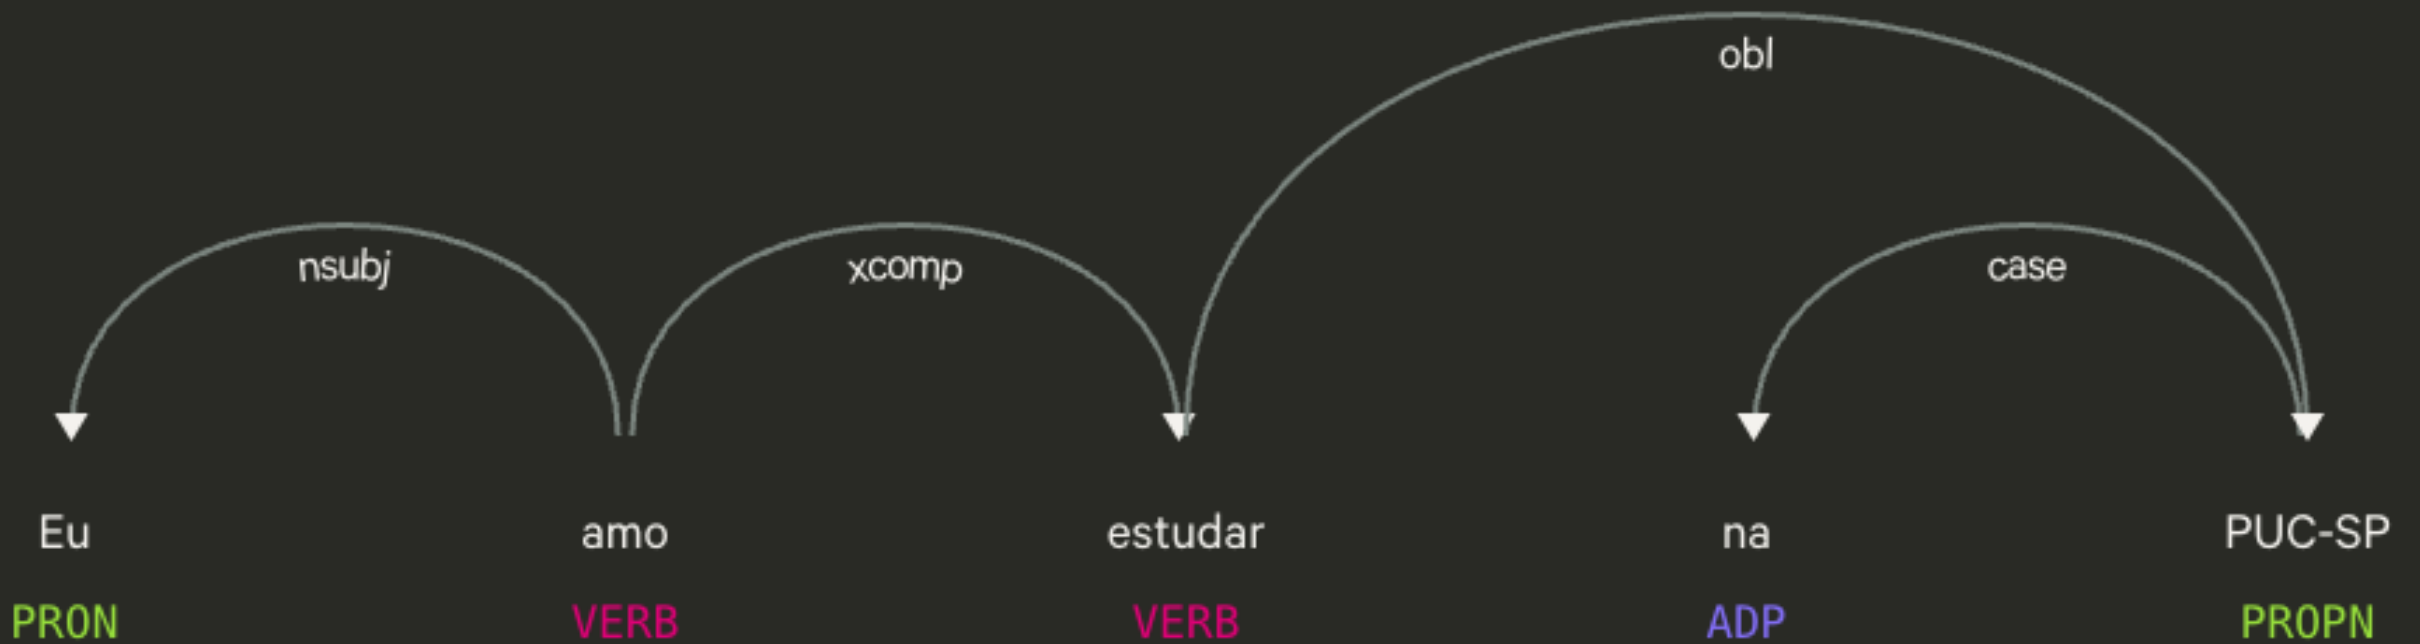 obl
nsubj xcomp case
Eu amo estudar na PUC-SP
PRON VERB VERB ADP PROPN